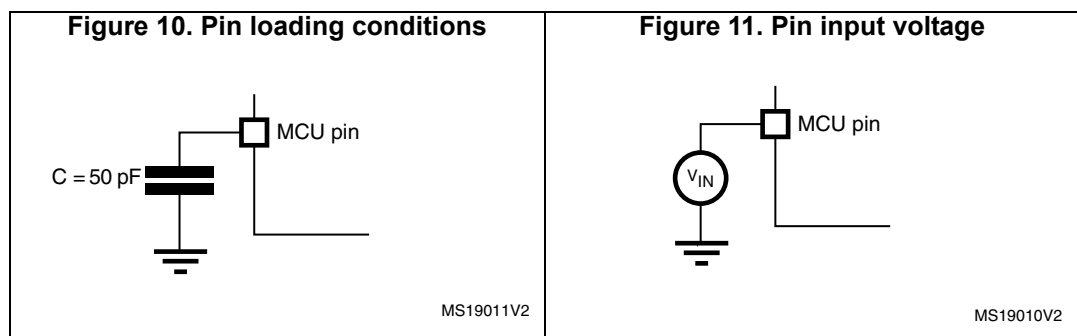 Figure 10. Pin loading conditions
MCU pin
C = 50 pF
MS19011V2
Figure 11. Pin input voltage
MCU pin
VIN
MS19010V2